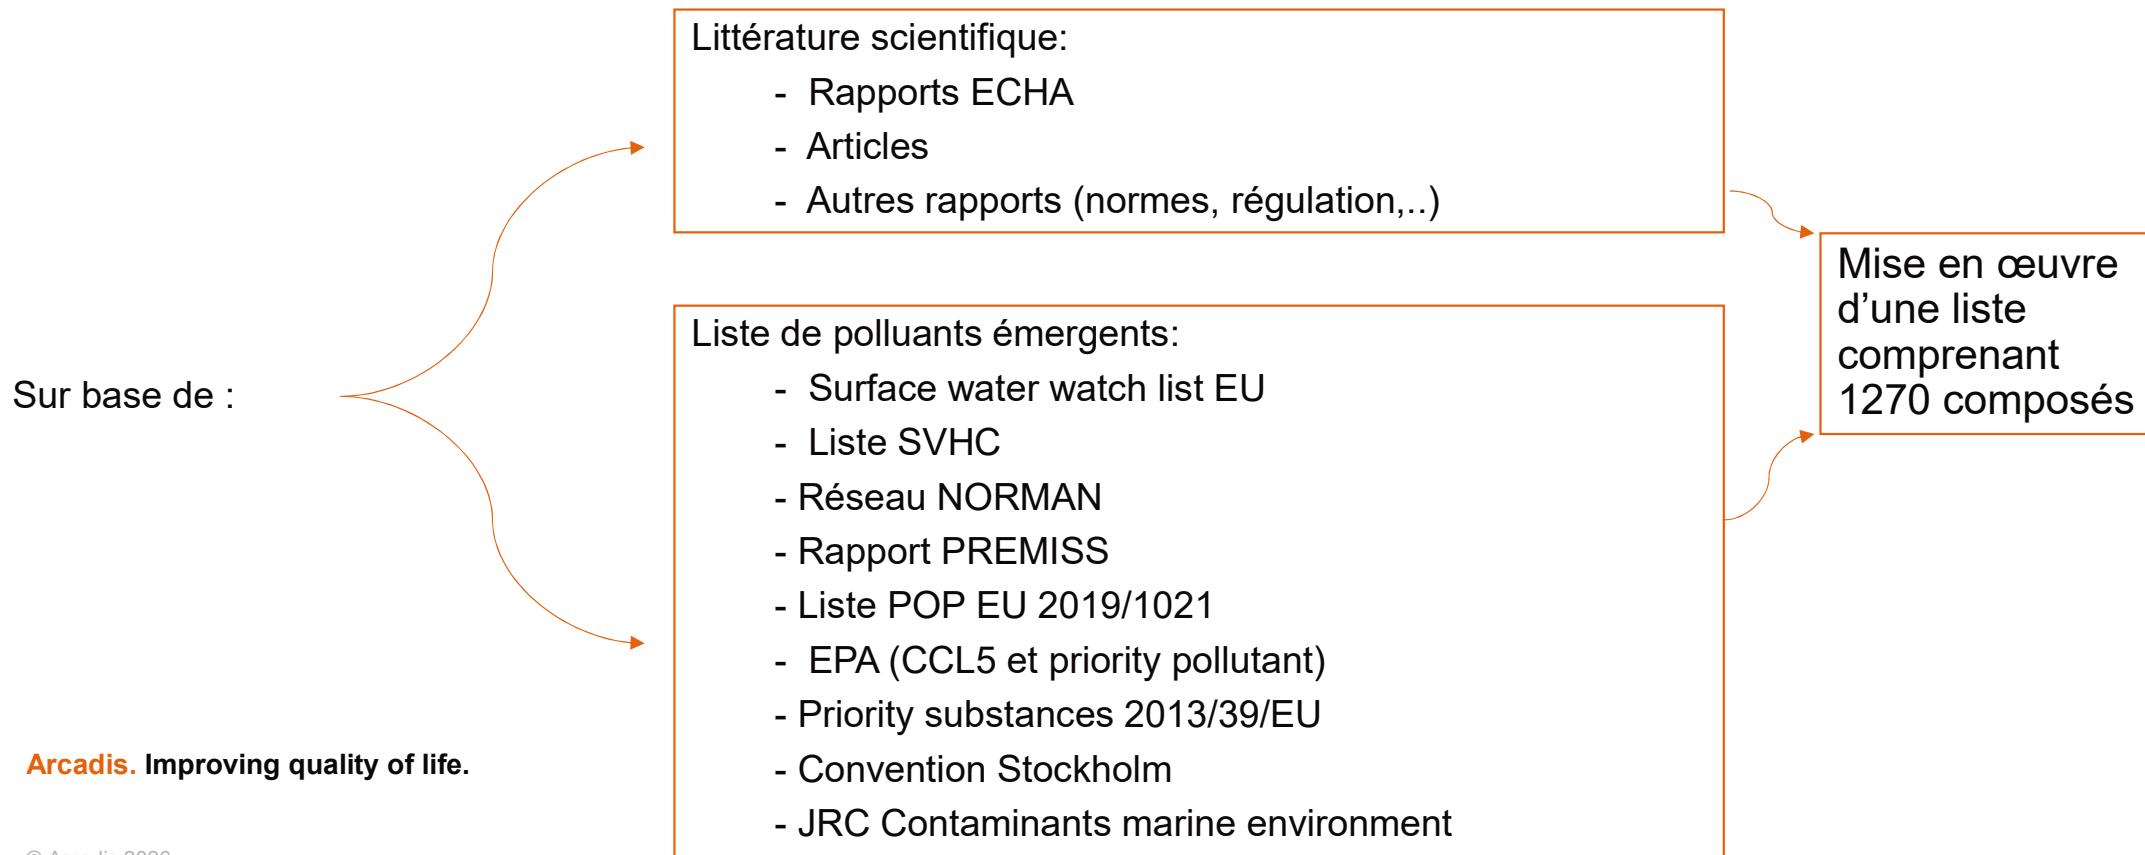 Littérature scientifique:
- Rapports ECHA
- Articles
- Autres rapports (normes, régulation,..)
Sur base de :
Liste de polluants émergents:
- Surface water watch list EU
- Liste SVHC
- Réseau NORMAN
- Rapport PREMISS
- Liste POP EU 2019/1021
- EPA (CCL5 et priority pollutant)
- Priority substances 2013/39/EU
- Convention Stockholm
- JRC Contaminants marine environment
Mise en œuvre
d’une liste
comprenant
1270 composés
Arcadis. Improving quality of life.